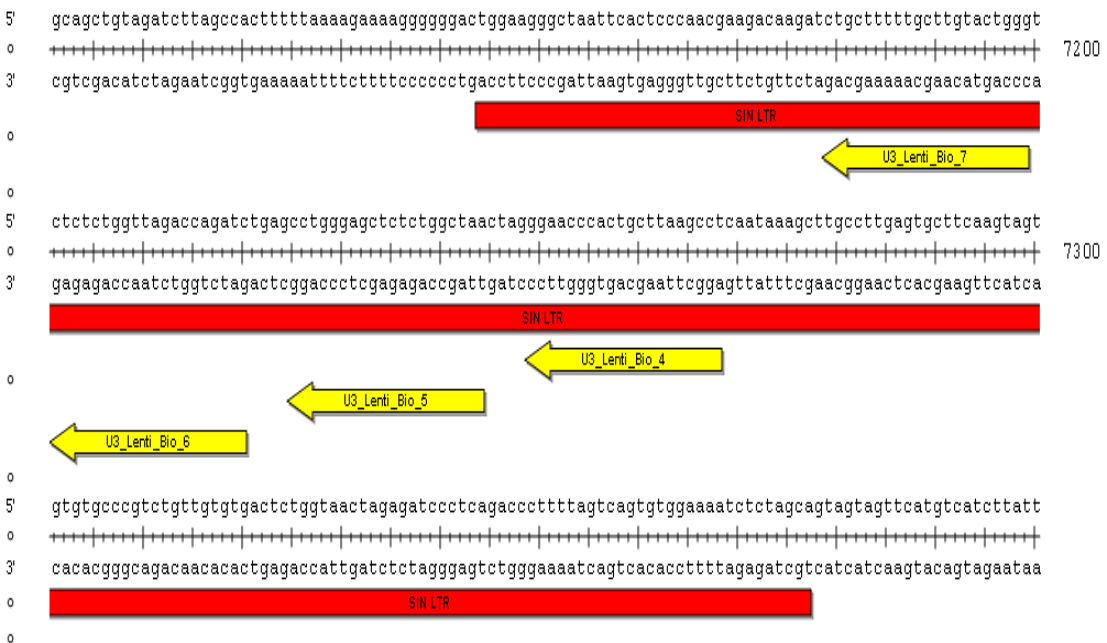 5' gcagctgtagatcttagccactttttaaaagaaaaggggggactggaagggctaattcactcccaacgaagacaagatctgctttttgcttgtactgggt
o 7200
3' cgtcgacatctagaatcggtgaaaaattttcttttcccccctgaccttcccgattaagtgagggttgcttctgttctagacgaaaaacgaacatgaccca
SIN LTR
o
U3_Lenti_Bio_7
o
5' ctctctggttagaccagatctgagcctgggagctctctggctaactagggaacccactgcttaagcctcaataaagcttgccttgagtgcttcaagtagt
o 7300
3' gagagaccaatctggtctagactcggaccctcgagagaccgattgatcccttgggtgacgaattcggagttatttcgaacggaactcacgaagttcatca
SIN LTR
U3_Lenti_Bio_4
o
U3_Lenti_Bio_5
U3_Lenti_Bio_6
o
5' gtgtgcccgtctgttgtgtgactctggtaactagagatccctcagacccttttagtcagtgtggaaaatctctagcagtagtagttcatgtcatcttatt
o
3' cacacgggcagacaacacactgagaccattgatctctagggagtctgggaaaatcagtcacaccttttagagatcgtcatcatcaagtacagtagaataa
o SIN LTR
o